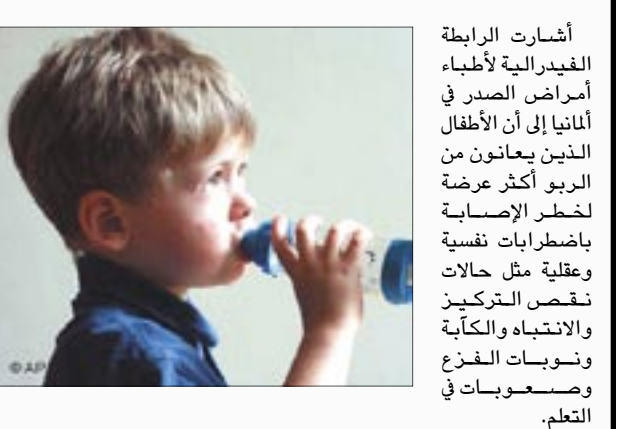 أشارت الرابطة
الفيدرالية لأطباء
أمراض الصدر في
ألمانيا إلى أن الأطفال
الذين يعانون من
الربو أكثر عرضة
لخطر الإصابة
باضطرابات نفسية
وعقلية مثل حالات
نقص التركيز
والانتباه والكآبة
ونوبات الفزع
وصعوبات في
التعلم.
© AP